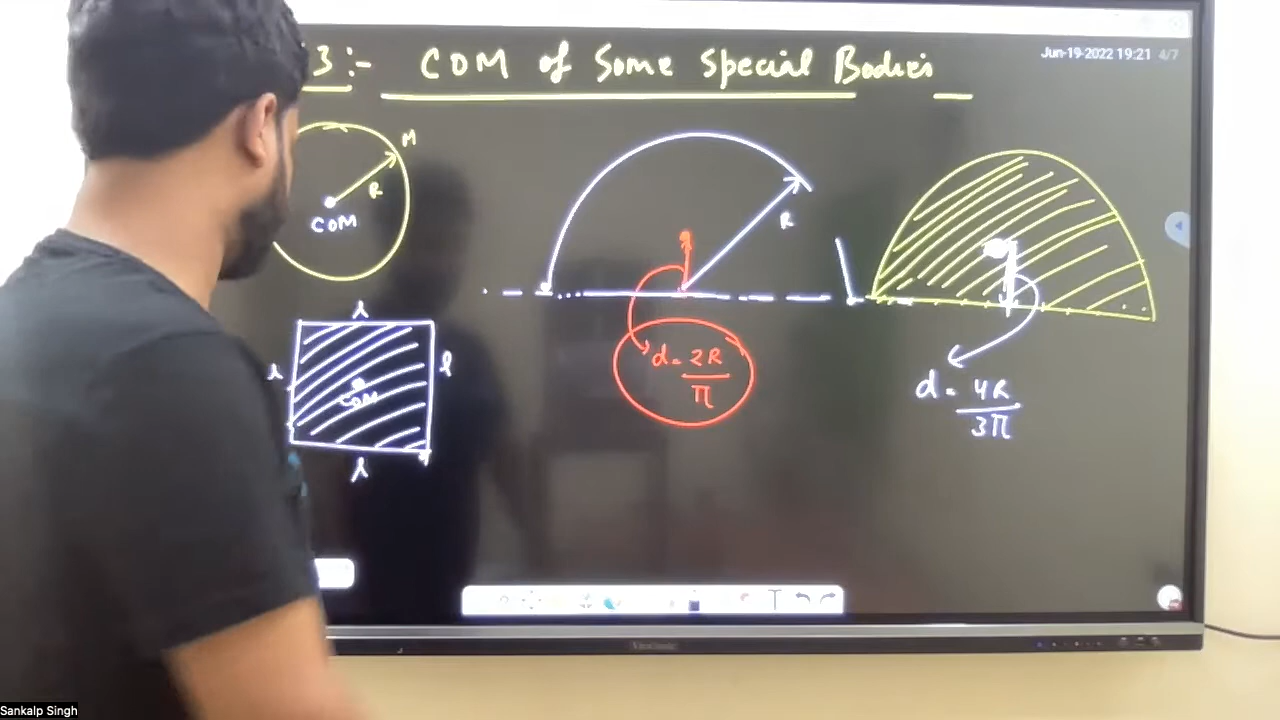 3:- COM of Some Special Bodies
Jun-19-2022 19:21 4/7
M
R
COM
R
d = 2R/π
d = 4R/3π
l
l
l
COM
l
ViewSonic
T
Sankalp Singh